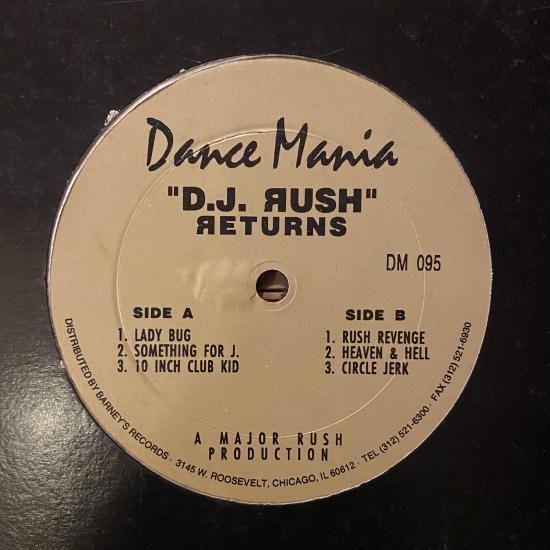 Dance Mania
"D.J. ЯUSH"
ЯETURNS
DM 095
SIDE A
1. LADY BUG
2. SOMETHING FOR J.
3. 10 INCH CLUB KID
SIDE B
1. RUSH REVENGE
2. HEAVEN & HELL
3. CIRCLE JERK
A MAJOR RUSH
PRODUCTION
DISTRIBUTED BY BARNEY'S RECORDS · 3145 W. ROOSEVELT, CHICAGO, IL 60612 · TEL (312) 521-6300 · FAX (312) 521-6930